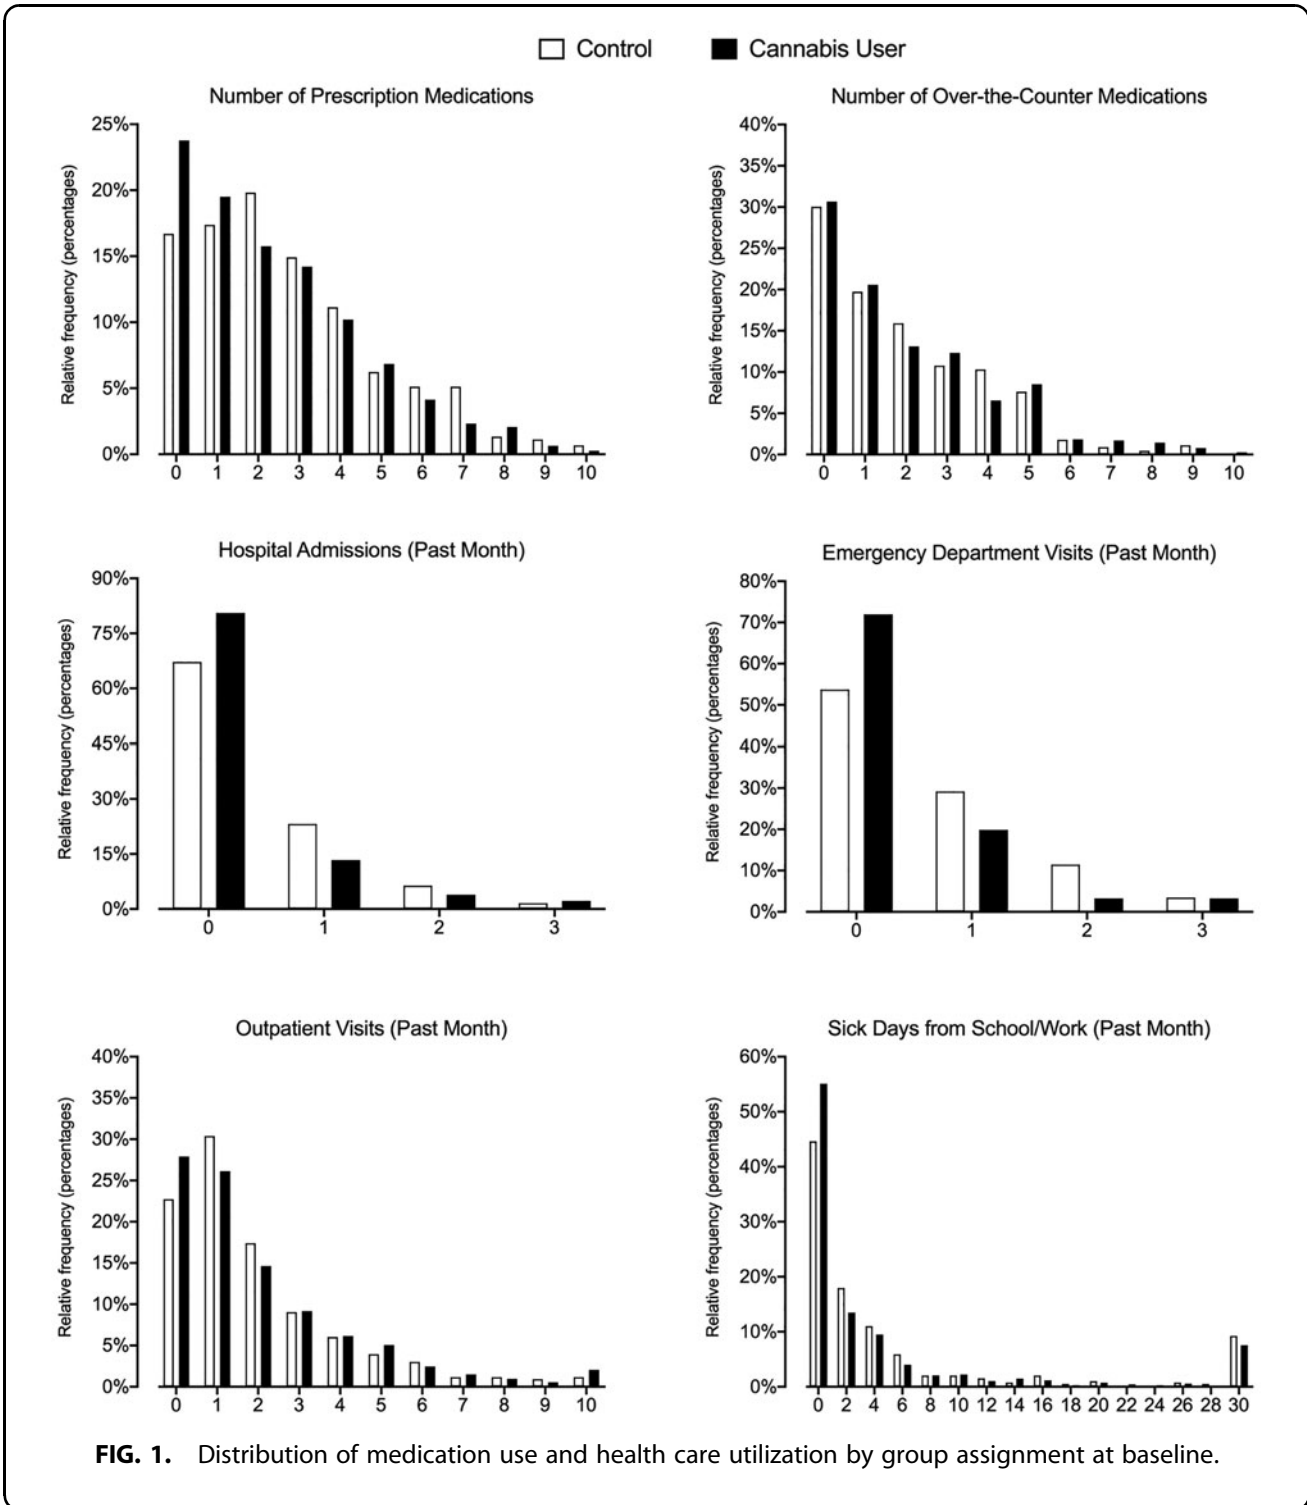 Control Cannabis User
Number of Prescription Medications
Relative frequency (percentages)
25%
20%
15%
10%
5%
0%
0 1 2 3 4 5 6 7 8 9 10
Number of Over-the-Counter Medications
Relative frequency (percentages)
40%
35%
30%
25%
20%
15%
10%
5%
0%
0 1 2 3 4 5 6 7 8 9 10
Hospital Admissions (Past Month)
Relative frequency (percentages)
90%
75%
60%
45%
30%
15%
0%
0 1 2 3
Emergency Department Visits (Past Month)
Relative frequency (percentages)
80%
70%
60%
50%
40%
30%
20%
10%
0%
0 1 2 3
Outpatient Visits (Past Month)
Relative frequency (percentages)
40%
35%
30%
25%
20%
15%
10%
5%
0%
0 1 2 3 4 5 6 7 8 9 10
Sick Days from School/Work (Past Month)
Relative frequency (percentages)
60%
50%
40%
30%
20%
10%
0%
0 2 4 6 8 10 12 14 16 18 20 22 24 26 28 30
FIG. 1. Distribution of medication use and health care utilization by group assignment at baseline.